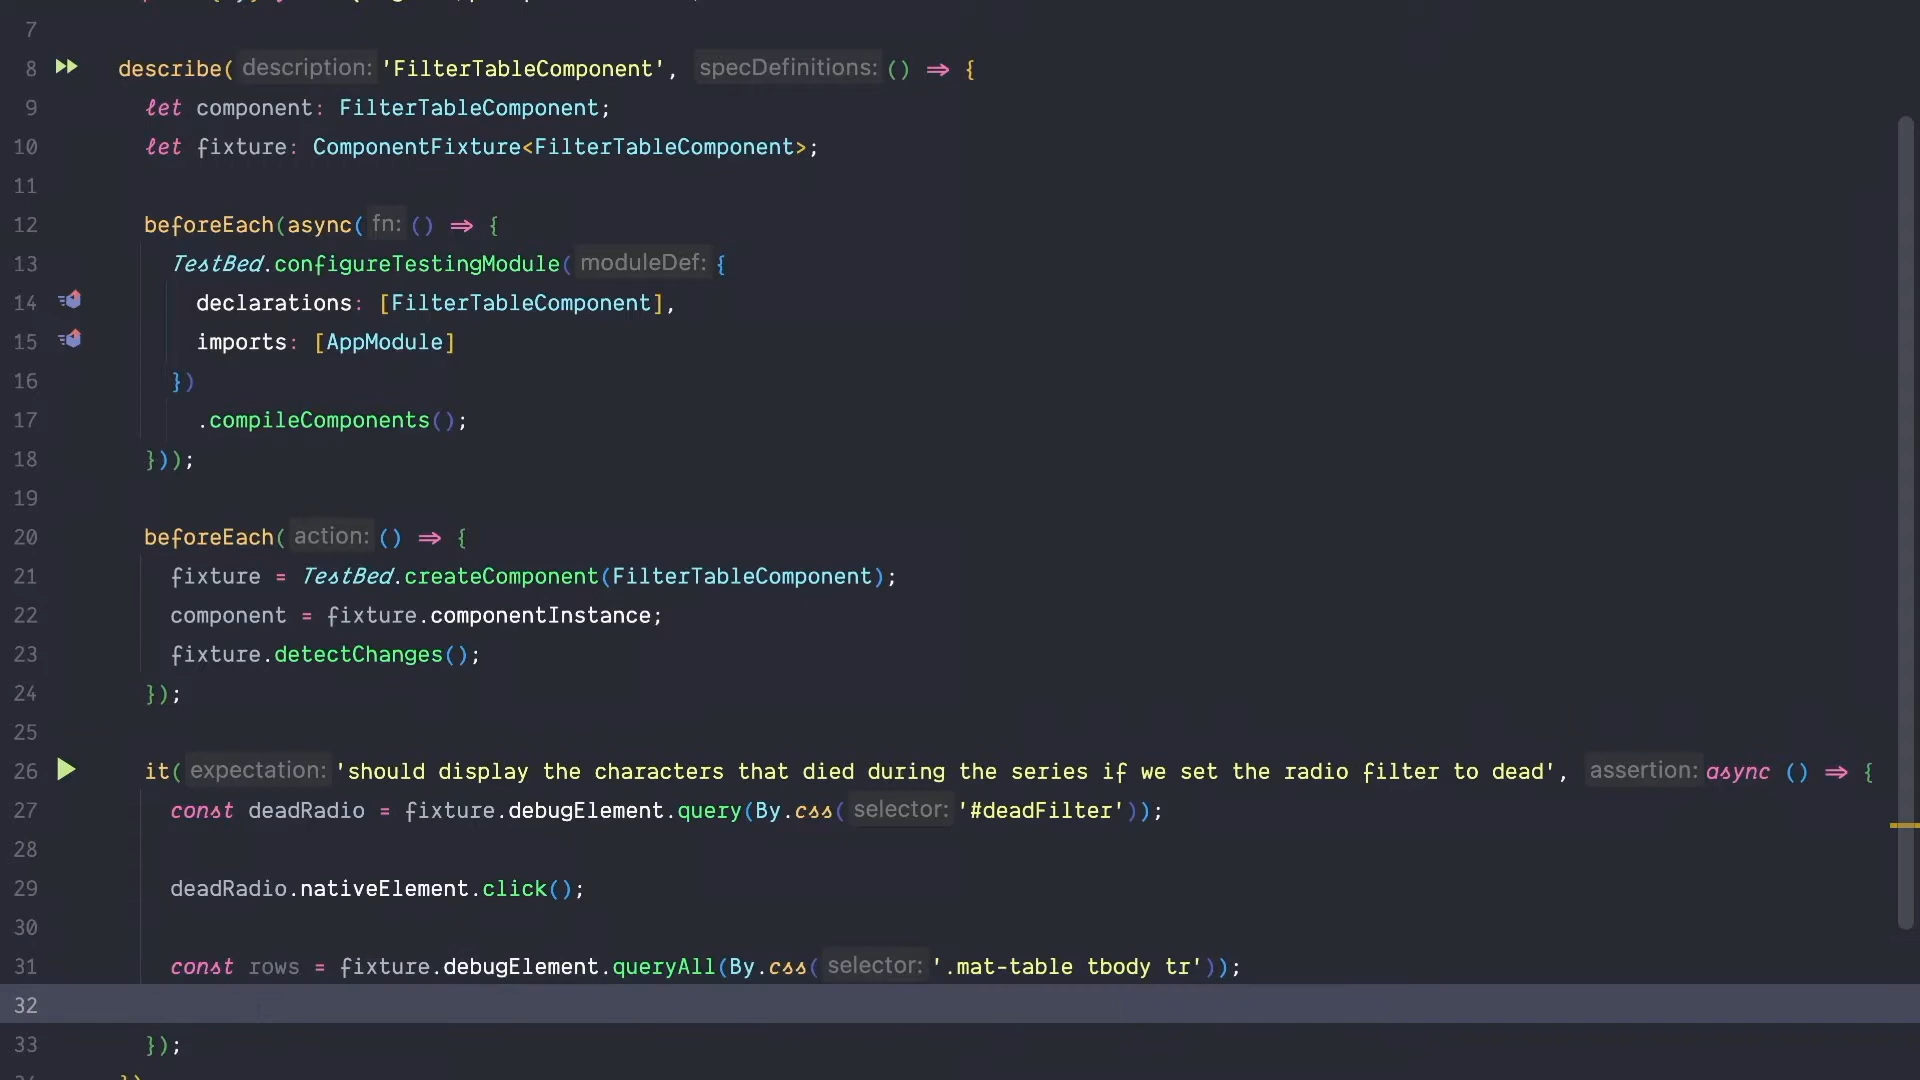 7
8 describe( description: 'FilterTableComponent', specDefinitions: () ⇒ {
9 let component: FilterTableComponent;
10 let fixture: ComponentFixture<FilterTableComponent>;
11
12 beforeEach(async( fn: () ⇒ {
13 TestBed.configureTestingModule( moduleDef: {
14 declarations: [FilterTableComponent],
15 imports: [AppModule]
16 })
17 .compileComponents();
18 }));
19
20 beforeEach( action: () ⇒ {
21 fixture = TestBed.createComponent(FilterTableComponent);
22 component = fixture.componentInstance;
23 fixture.detectChanges();
24 });
25
26 it( expectation: 'should display the characters that died during the series if we set the radio filter to dead', assertion: async () ⇒ {
27 const deadRadio = fixture.debugElement.query(By.css( selector: '#deadFilter'));
28
29 deadRadio.nativeElement.click();
30
31 const rows = fixture.debugElement.queryAll(By.css( selector: '.mat-table tbody tr'));
32
33 });